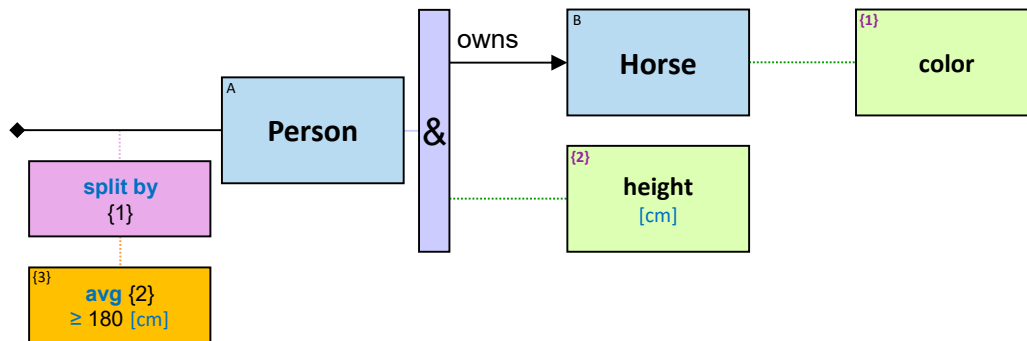 A
Person
&
owns
B
Horse
{1}
color
{2}
height
[cm]
split by
{1}
{3}
avg {2}
≥ 180 [cm]